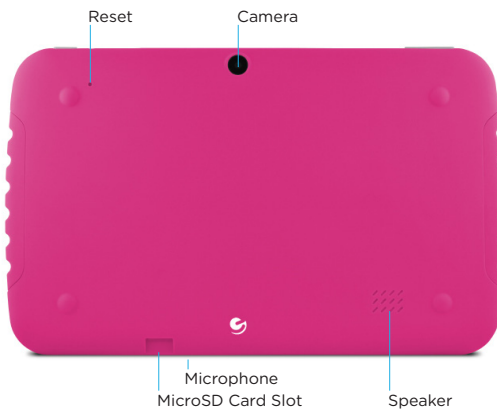 Reset
Camera
Microphone
MicroSD Card Slot
Speaker